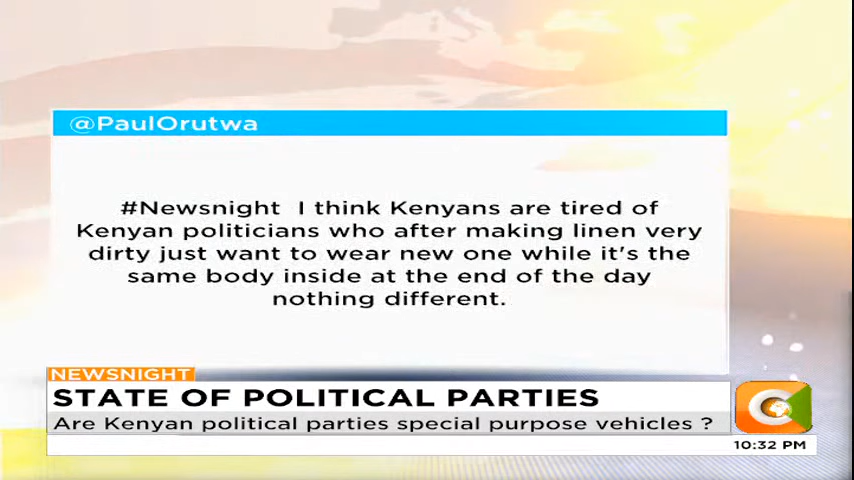 @PaulOrutwa
#Newsnight I think Kenyans are tired of
Kenyan politicians who after making linen very
dirty just want to wear new one while it's the
same body inside at the end of the day
nothing different.
NEWSNIGHT
STATE OF POLITICAL PARTIES
Are Kenyan political parties special purpose vehicles ?
10:32 PM